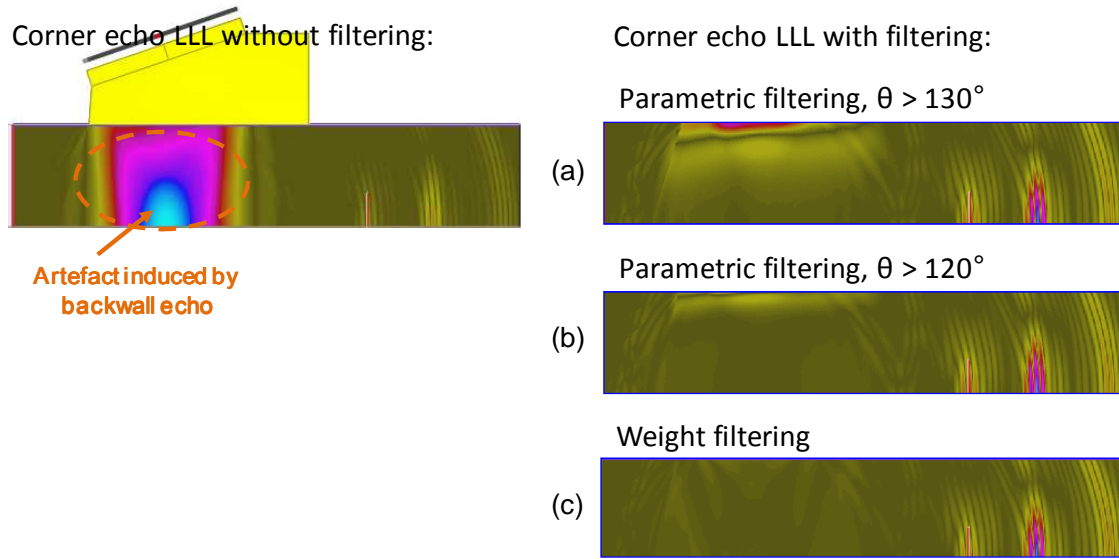 Corner echo LLL without filtering:
Artefact induced by
backwall echo
Corner echo LLL with filtering:
Parametric filtering, θ > 130°
(a)
Parametric filtering, θ > 120°
(b)
Weight filtering
(c)